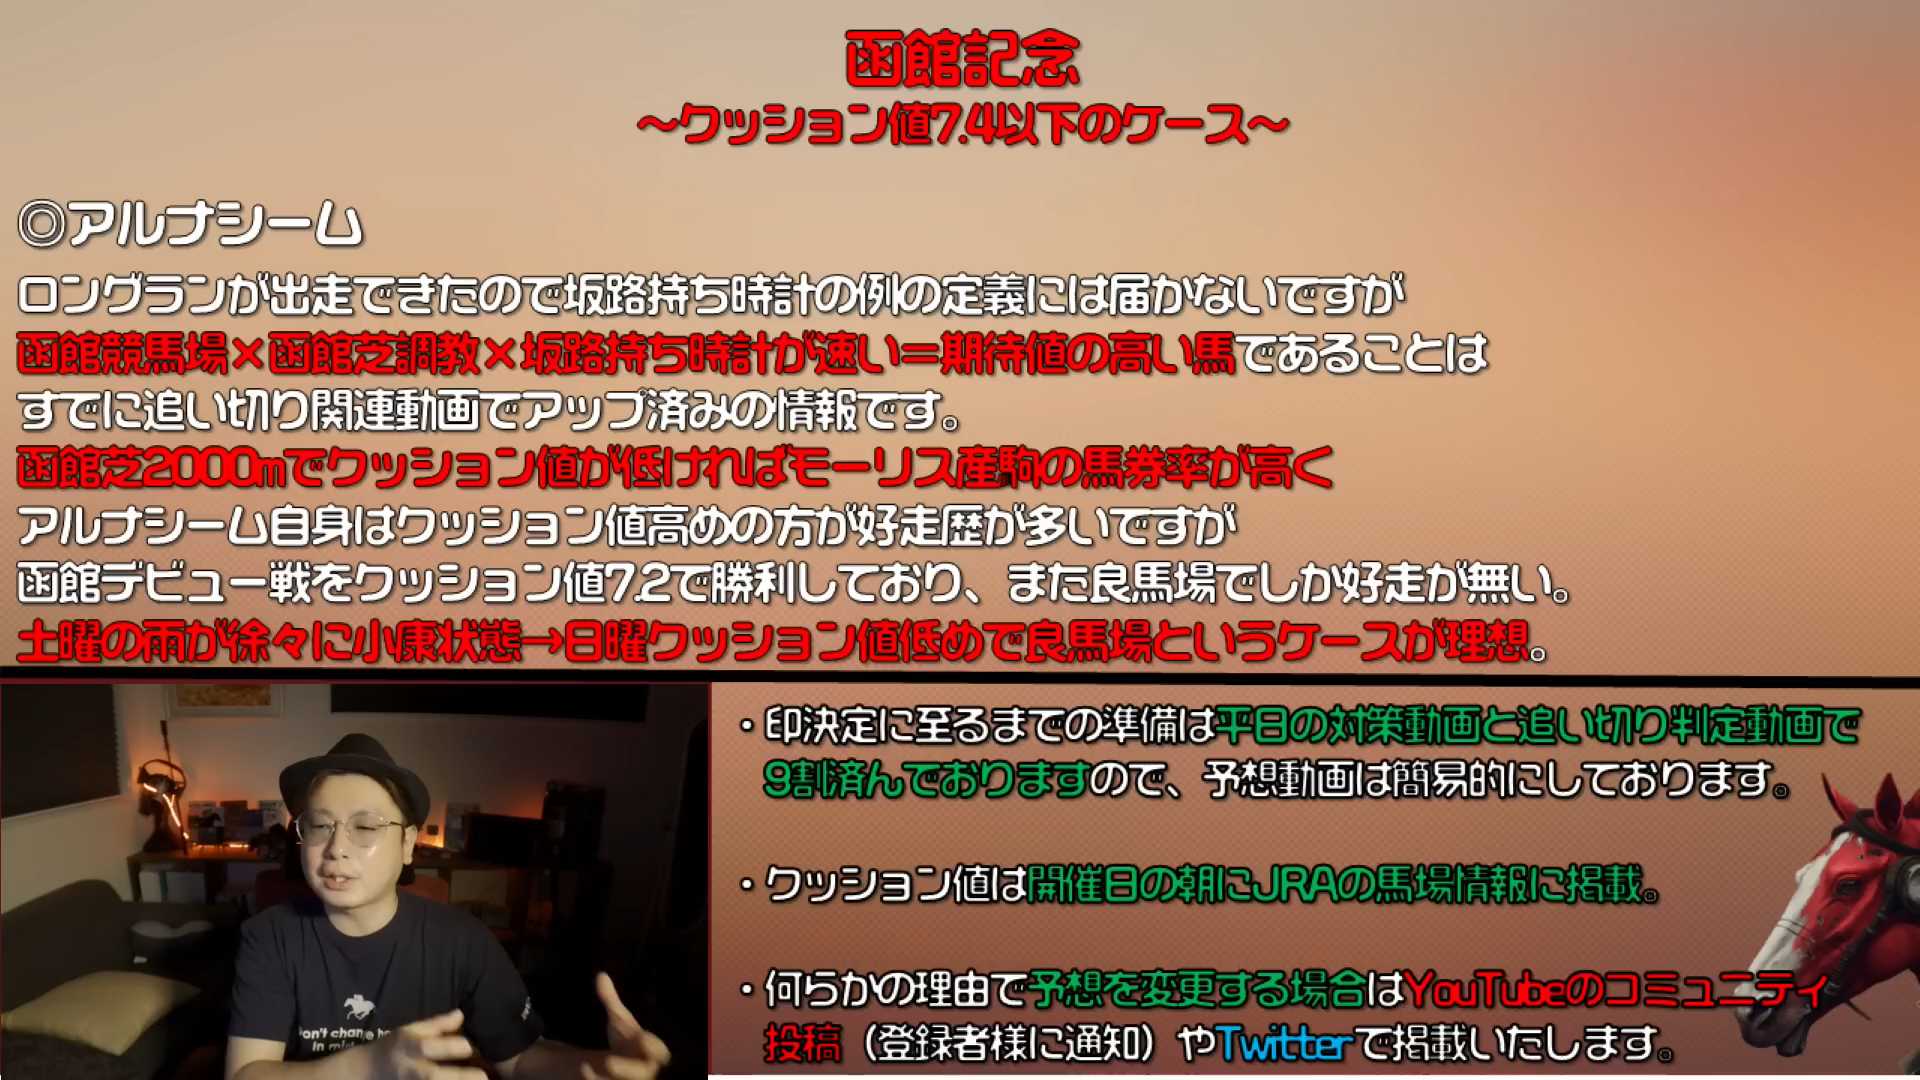 函館記念
～クッション値7.4以下のケース～
◎アルナシーム
ロングランが出走できたので坂路持ち時計の例の定義には届かないですが
函館競馬場×函館芝調教×坂路持ち時計が速い＝期待値の高い馬であることは
すでに追い切り関連動画でアップ済みの情報です。
函館芝2000mでクッション値が低ければモーリス産駒の馬券率が高く
アルナシーム自身はクッション値高めの方が好走歴が多いですが
函館デビュー戦をクッション値7.2で勝利しており、また良馬場でしか好走が無い。
土曜の雨が徐々に小康状態→日曜クッション値低めで良馬場というケースが理想。
・印決定に至るまでの準備は平日の対策動画と追い切り判定動画で
9割済んでおりますので、予想動画は簡易的にしております。
・クッション値は開催日の朝にJRAの馬場情報に掲載。
・何らかの理由で予想を変更する場合はYouTubeのコミュニティ
投稿（登録者様に通知）やTwitterで掲載いたします。